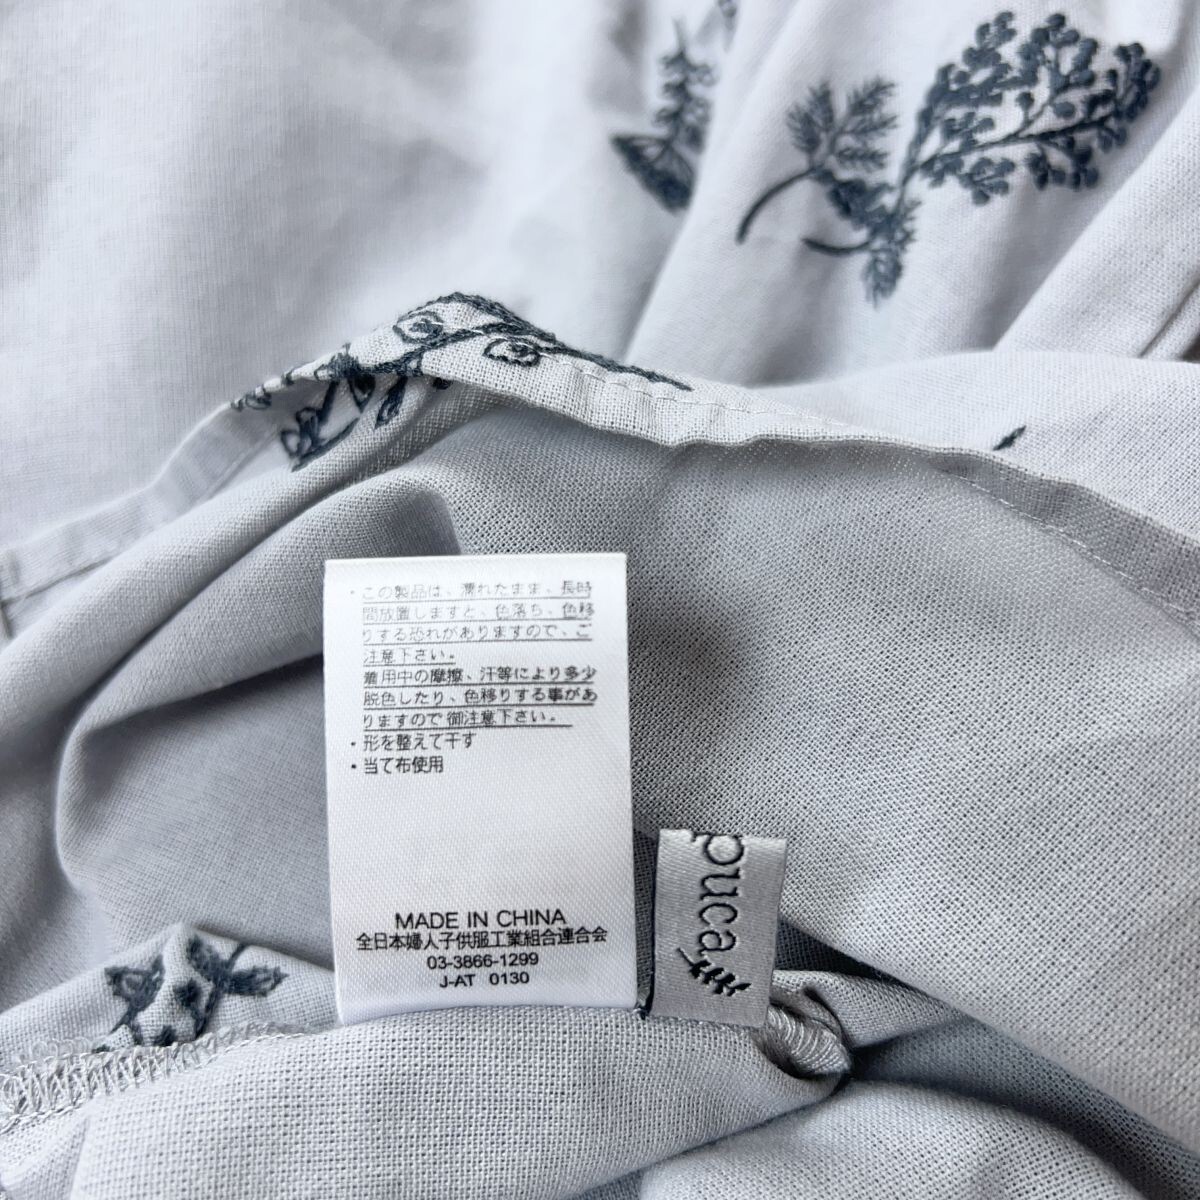 ・この製品は、濡れたまま、長時
間放置しますと、色落ち、色移
りする恐れがありますので、ご
注意下さい。
着用中の摩擦、汗等により多少
脱色したり、色移りする事があ
りますので御注意下さい。
・形を整えて干す
・当て布使用
MADE IN CHINA
全日本婦人子供服工業組合連合会
03-3866-1299
J-AT 0130
puca